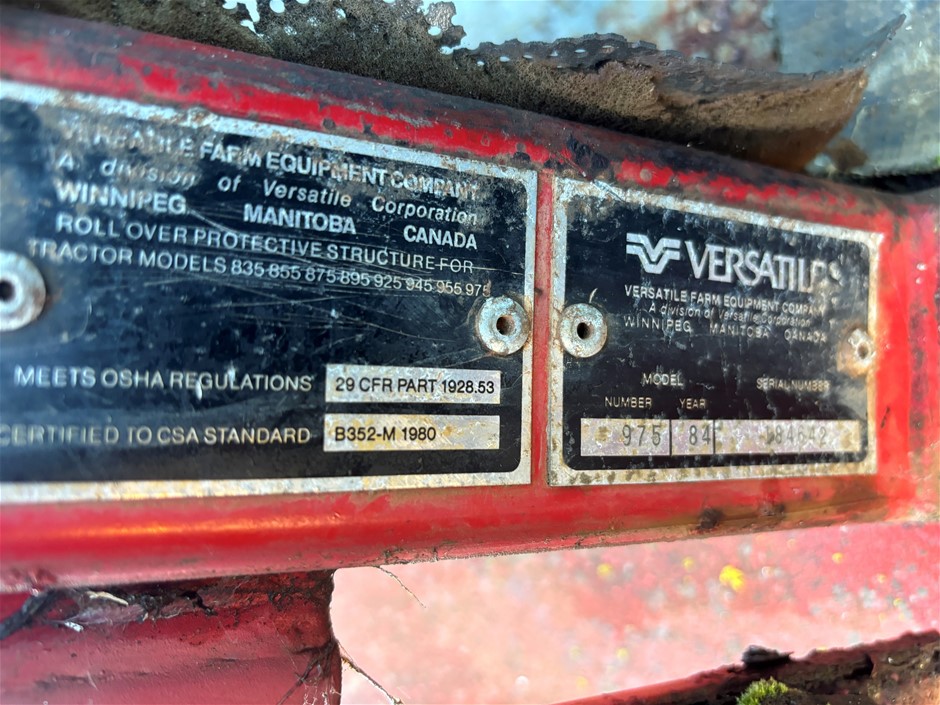 FARM EQUIPMENT COMPANY
A division of Versatile Corporation
WINNIPEG MANITOBA CANADA
ROLL OVER PROTECTIVE STRUCTURE FOR
TRACTOR MODELS 835 855 875 895 925 945 955 975
MEETS OSHA REGULATIONS 29 CFR PART 1928.53
CERTIFIED TO CSA STANDARD B352-M 1980
VERSATILE
VERSATILE FARM EQUIPMENT COMPANY
A division of Versatile Corporation
WINNIPEG MANITOBA CANADA
MODEL SERIAL NUMBER
NUMBER YEAR
975 84